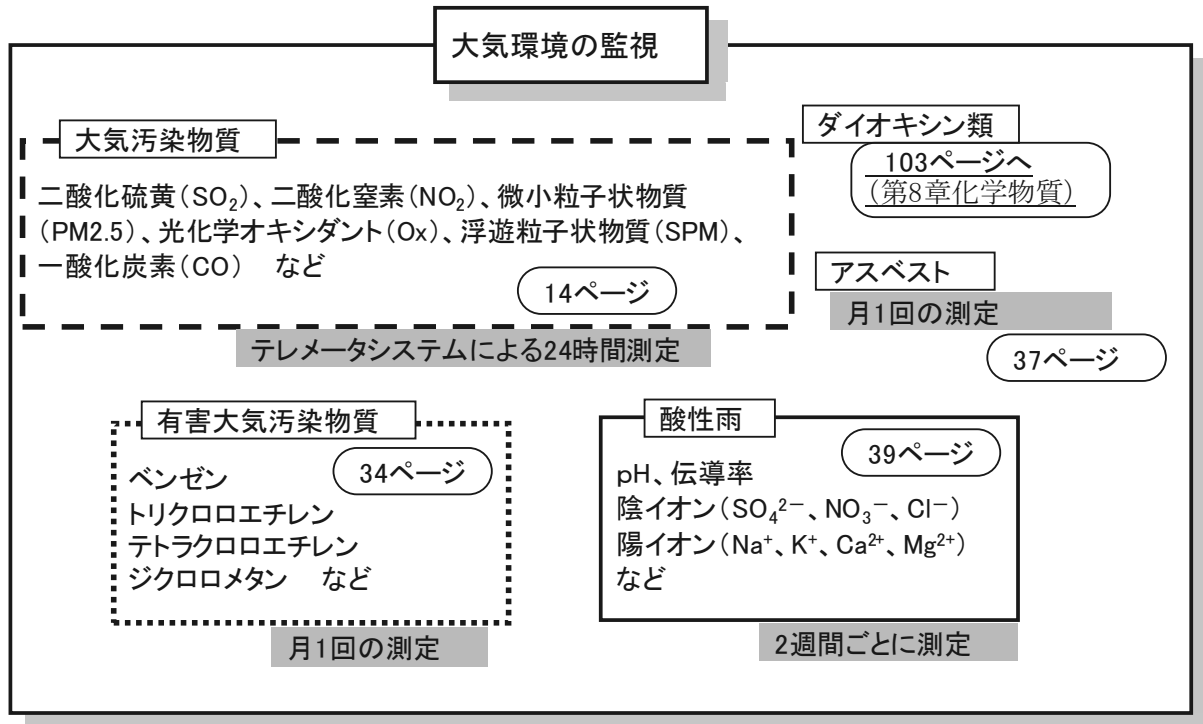 大気環境の監視
大気汚染物質
二酸化硫黄(SO₂)、二酸化窒素(NO₂)、微小粒子状物質
(PM2.5)、光化学オキシダント(Ox)、浮遊粒子状物質(SPM)、
一酸化炭素(CO) など
14ページ
テレメータシステムによる24時間測定
ダイオキシン類
103ページへ
(第8章化学物質)
アスベスト
月1回の測定
37ページ
有害大気汚染物質
34ページ
ベンゼン
トリクロロエチレン
テトラクロロエチレン
ジクロロメタン など
月1回の測定
酸性雨
39ページ
pH、伝導率
陰イオン(SO₄²⁻、NO₃⁻、Cl⁻)
陽イオン(Na⁺、K⁺、Ca²⁺、Mg²⁺)
など
2週間ごとに測定